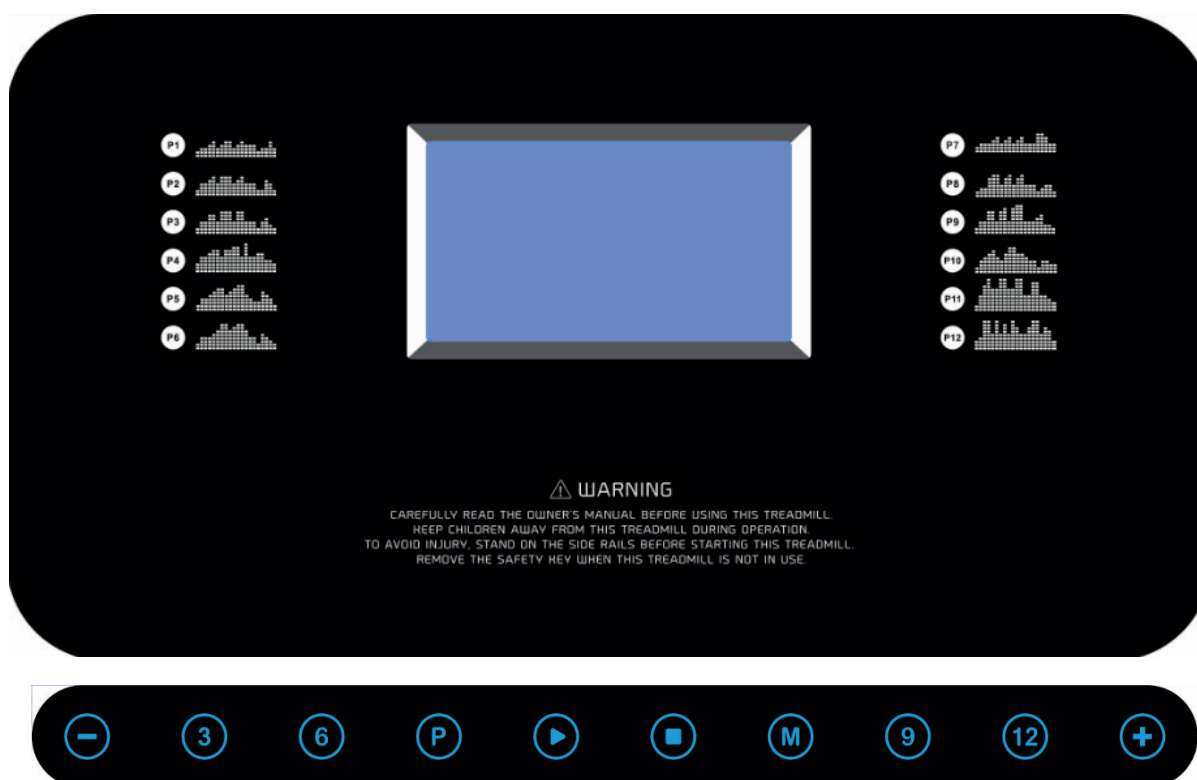 P1
P2
P3
P4
P5
P6
P7
P8
P9
P10
P11
P12
WARNING
CAREFULLY READ THE OWNER'S MANUAL BEFORE USING THIS TREADMILL.
KEEP CHILDREN AWAY FROM THIS TREADMILL DURING OPERATION.
TO AVOID INJURY, STAND ON THE SIDE RAILS BEFORE STARTING THIS TREADMILL.
REMOVE THE SAFETY KEY WHEN THIS TREADMILL IS NOT IN USE.
3 6 P M 9 12